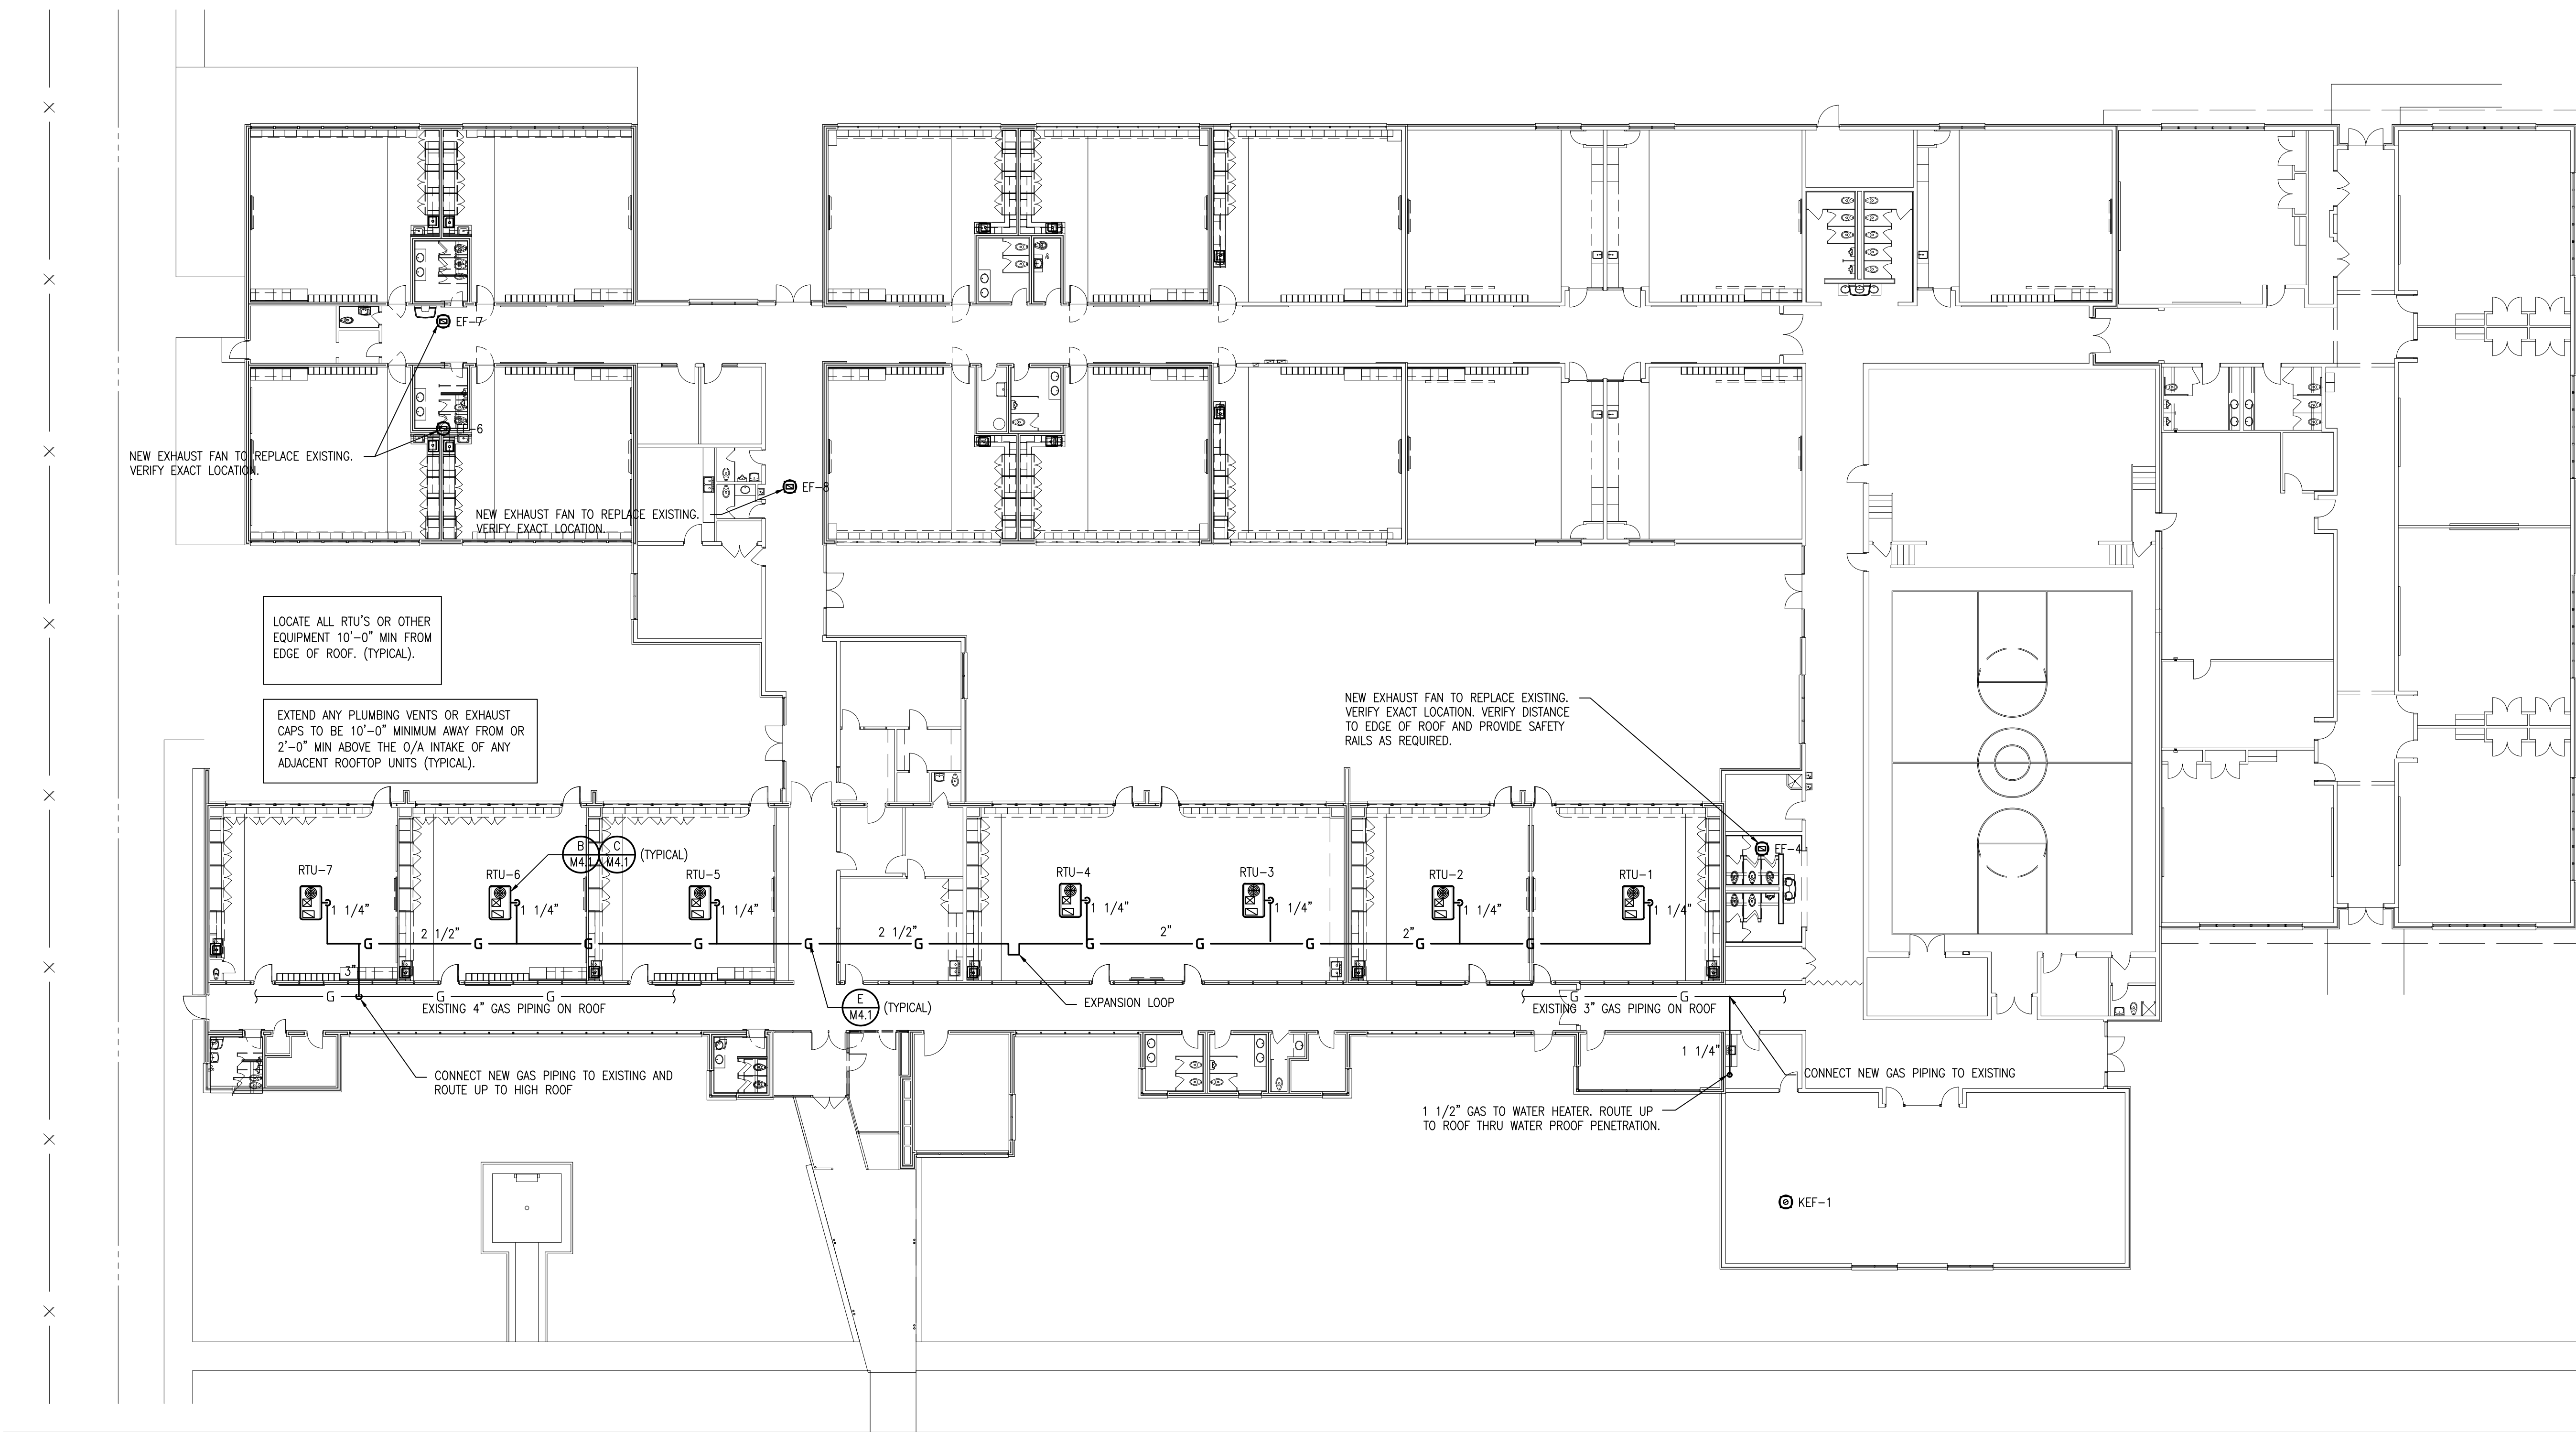 EF-7
EF-6
NEW EXHAUST FAN TO REPLACE EXISTING.
VERIFY EXACT LOCATION.
EF-8
NEW EXHAUST FAN TO REPLACE EXISTING.
VERIFY EXACT LOCATION.
LOCATE ALL RTU'S OR OTHER
EQUIPMENT 10'-0" MIN FROM
EDGE OF ROOF. (TYPICAL).
EXTEND ANY PLUMBING VENTS OR EXHAUST
CAPS TO BE 10'-0" MINIMUM AWAY FROM OR
2'-0" MIN ABOVE THE O/A INTAKE OF ANY
ADJACENT ROOFTOP UNITS (TYPICAL).
NEW EXHAUST FAN TO REPLACE EXISTING.
VERIFY EXACT LOCATION. VERIFY DISTANCE
TO EDGE OF ROOF AND PROVIDE SAFETY
RAILS AS REQUIRED.
EF-4
B
M4.1
C
M4.1
(TYPICAL)
RTU-7
RTU-6
RTU-5
RTU-4
RTU-3
RTU-2
RTU-1
1 1/4"
1 1/4"
1 1/4"
1 1/4"
1 1/4"
1 1/4"
1 1/4"
2 1/2"
2 1/2"
2"
2"
G G G G G G G G G G G
3"
G G G
EXISTING 4" GAS PIPING ON ROOF
E
M4.1
(TYPICAL)
EXPANSION LOOP
G G
EXISTING 3" GAS PIPING ON ROOF
1 1/4"
CONNECT NEW GAS PIPING TO EXISTING AND
ROUTE UP TO HIGH ROOF
CONNECT NEW GAS PIPING TO EXISTING
1 1/2" GAS TO WATER HEATER. ROUTE UP
TO ROOF THRU WATER PROOF PENETRATION.
KEF-1